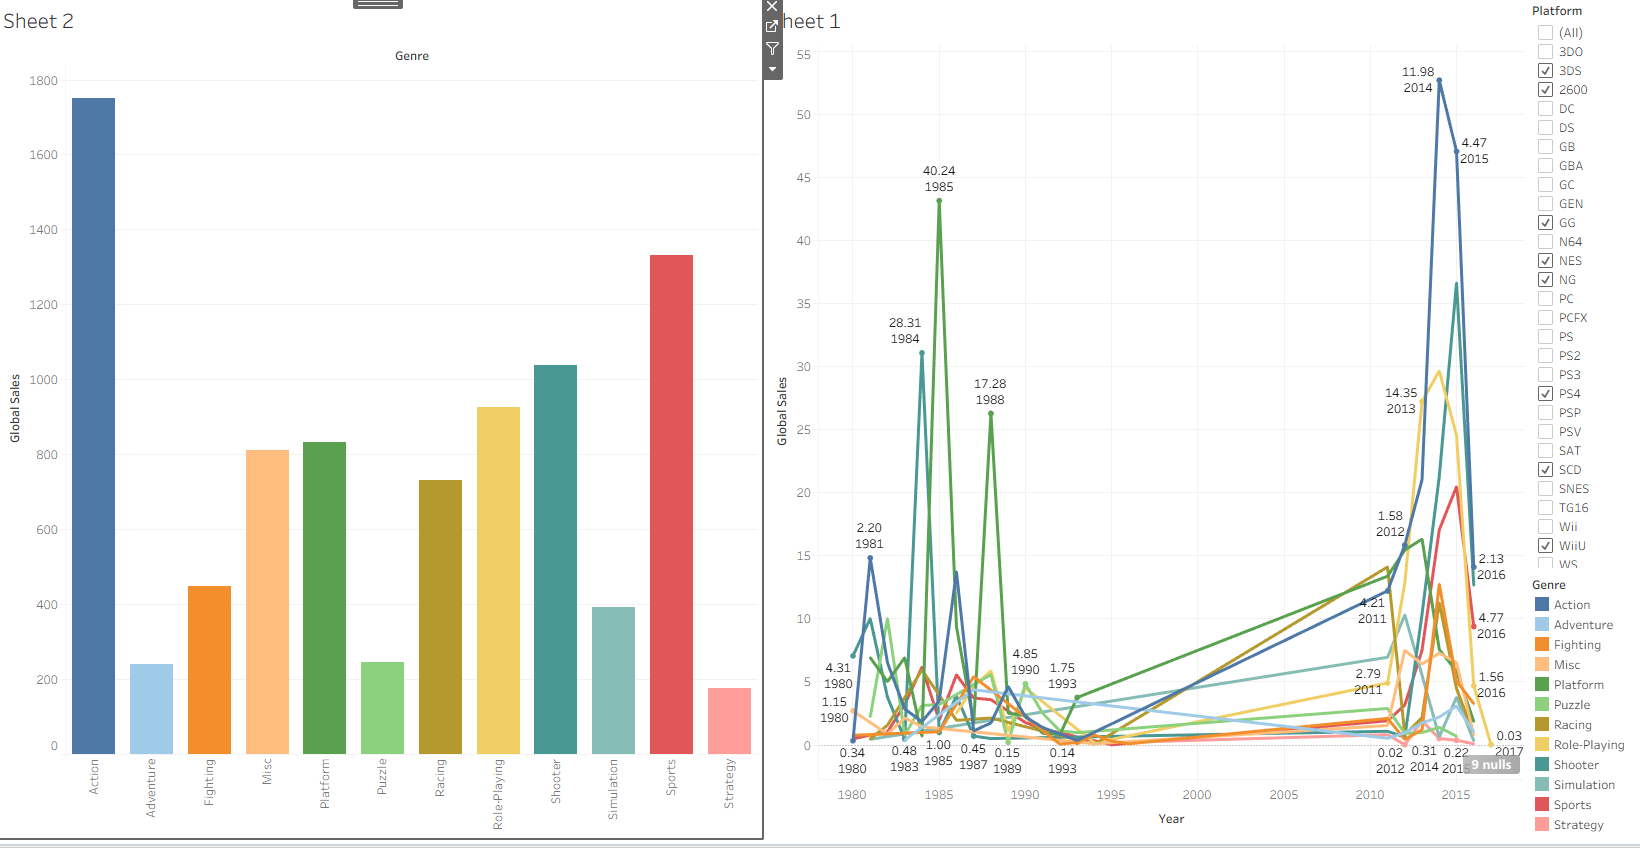 Sheet 2
Genre
1800
1600
1400
1200
1000
800
600
400
200
0
Global Sales
Action
Adventure
Fighting
Misc
Platform
Puzzle
Racing
Role-Playing
Shooter
Simulation
Sports
Strategy
heet 1
55
50
45
40
35
30
25
20
15
10
5
0
Global Sales
11.98
2014
4.47
2015
40.24
1985
28.31
1984
17.28
1988
14.35
2013
2.20
1981
1.58
2012
2.13
2016
4.21
2011
4.77
2016
4.31
1980
4.85
1990
1.75
1993
2.79
2011
1.56
2016
1.15
1980
0.34
1980
0.48
1983
1.00
1985
0.45
1987
0.15
1989
0.14
1993
0.02
2012
0.31
2014
0.22
2015
0.03
2017
9 nulls
1980
1985
1990
1995
2000
2005
2010
2015
Year
Platform
(All)
3DO
3DS
2600
DC
DS
GB
GBA
GC
GEN
GG
N64
NES
NG
PC
PCFX
PS
PS2
PS3
PS4
PSP
PSV
SAT
SCD
SNES
TG16
Wii
WiiU
WS
Genre
Action
Adventure
Fighting
Misc
Platform
Puzzle
Racing
Role-Playing
Shooter
Simulation
Sports
Strategy